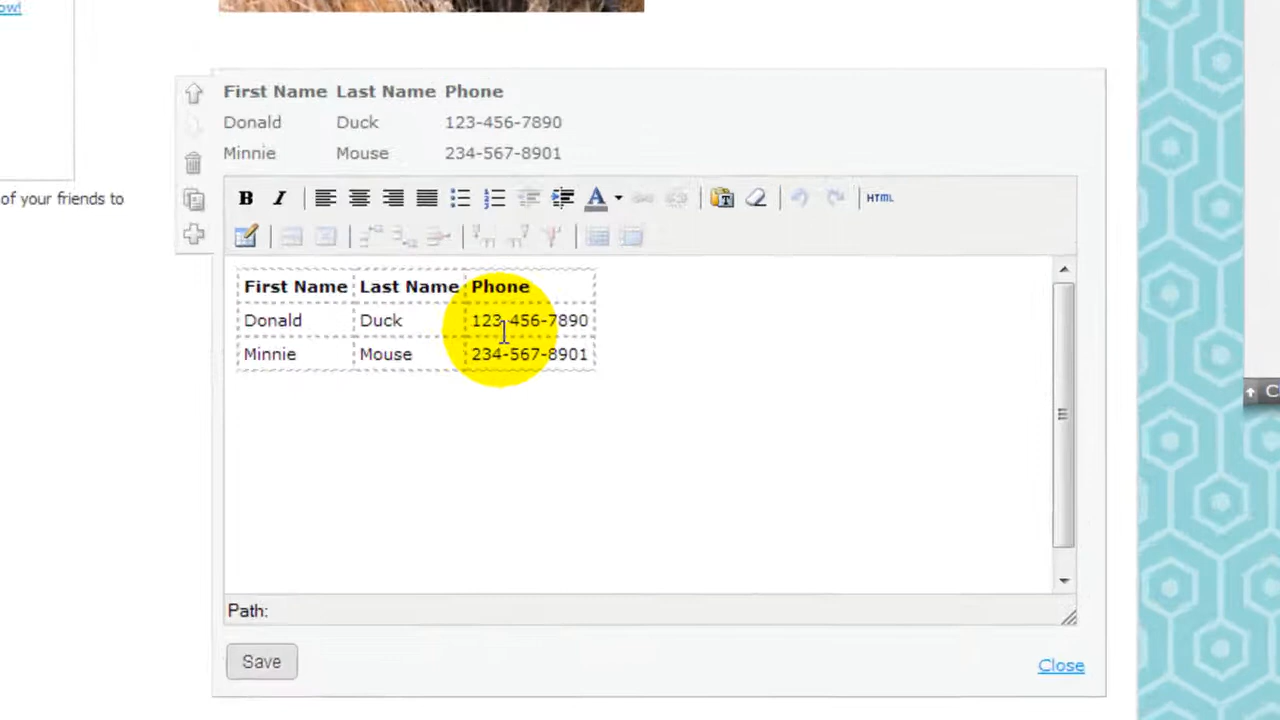 ow!
of your friends to
First Name Last Name Phone
Donald Duck 123-456-7890
Minnie Mouse 234-567-8901
B I A T HTML
First Name Last Name Phone
Donald Duck 123-456-7890
Minnie Mouse 234-567-8901
Path:
Save Close
C